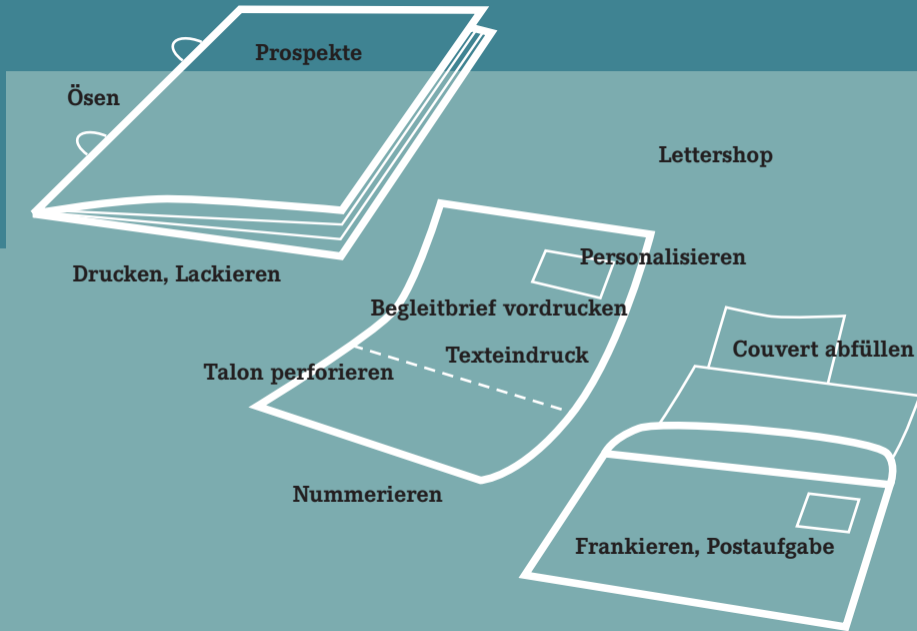 Prospekte
Ösen
Lettershop
Personalisieren
Drucken, Lackieren
Begleitbrief vordrucken
Couvert abfüllen
Texteindruck
Talon perforieren
Nummerieren
Frankieren, Postaufgabe